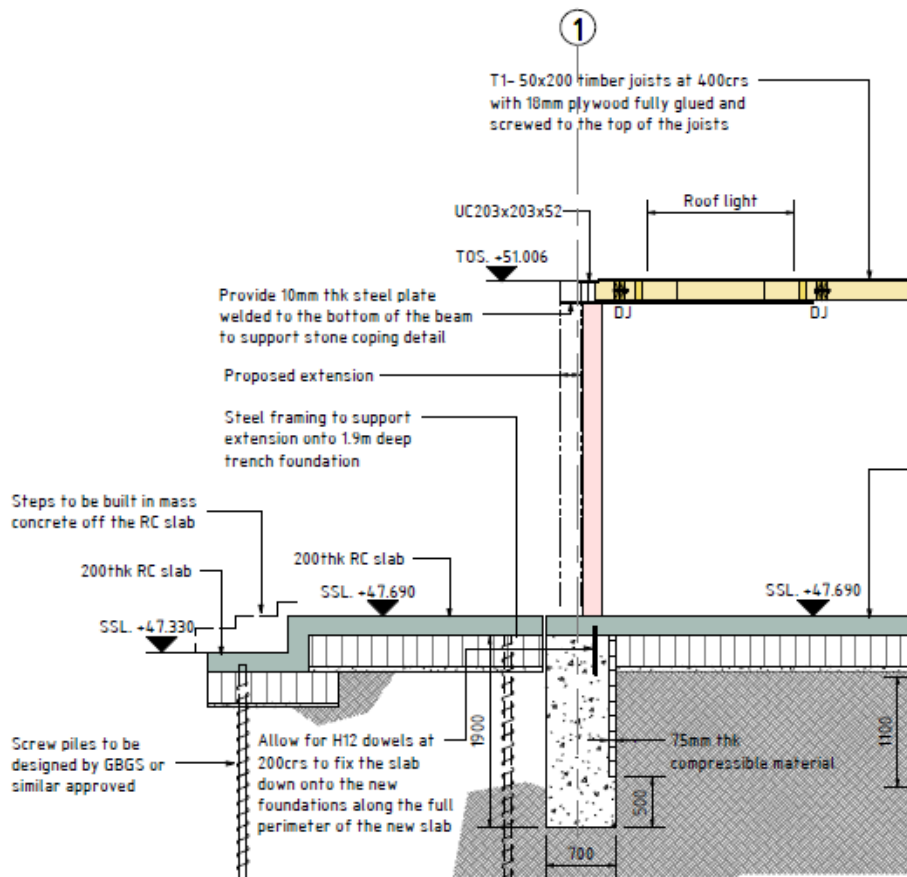 1
T1- 50x200 timber joists at 400crs
with 18mm plywood fully glued and
screwed to the top of the joists
Roof light
UC203x203x52
TOS. +51.006
Provide 10mm thk steel plate
welded to the bottom of the beam
to support stone coping detail
DJ
DJ
Proposed extension
Steel framing to support
extension onto 1.9m deep
trench foundation
Steps to be built in mass
concrete off the RC slab
200thk RC slab
200thk RC slab
SSL. +47.690
SSL. +47.690
SSL. +47.330
1900
1100
Screw piles to be
designed by GBGS or
similar approved
Allow for H12 dowels at
200crs to fix the slab
down onto the new
foundations along the full
perimeter of the new slab
75mm thk
compressible material
500
700